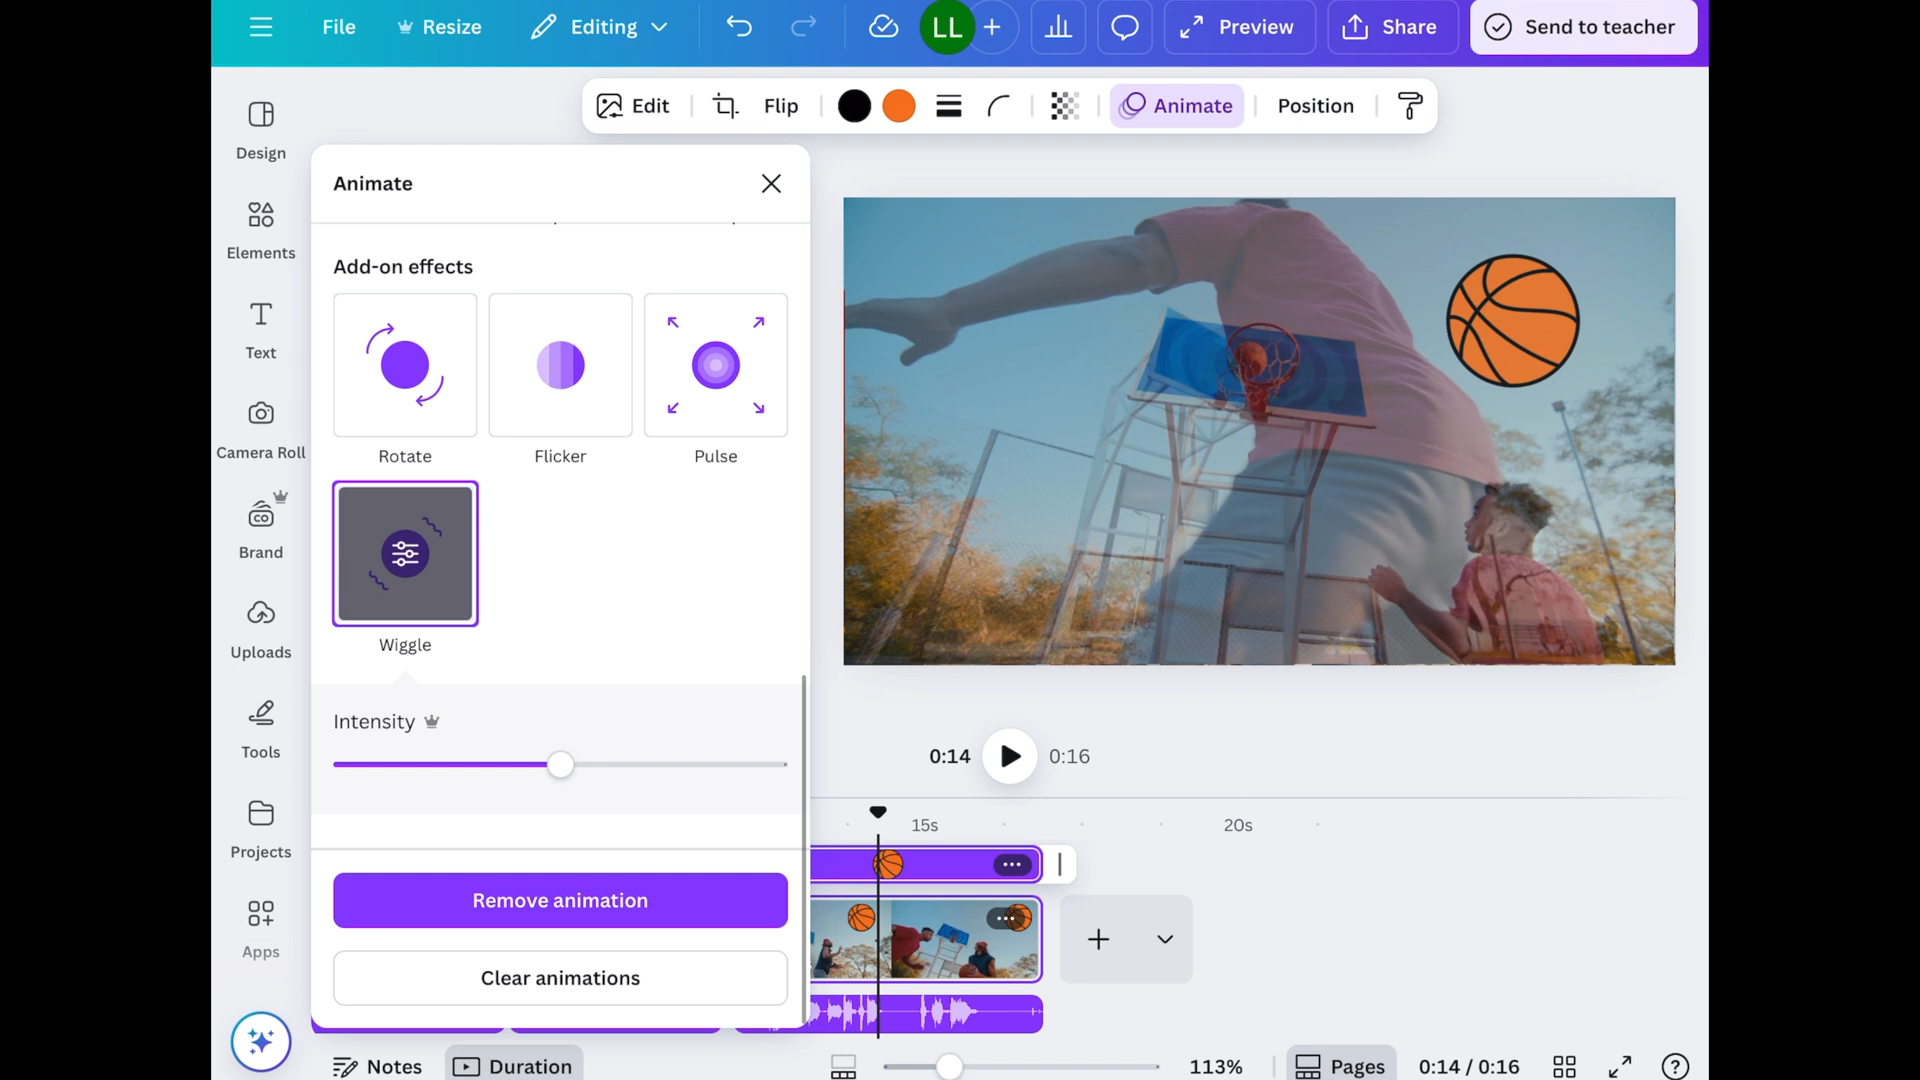 File
Resize
Editing
LL
Preview
Share
Send to teacher
Edit
Flip
Animate
Position
Design
Elements
Text
Camera Roll
CO
Brand
Uploads
Tools
Projects
Apps
Animate
Add-on effects
Rotate
Flicker
Pulse
Wiggle
Intensity
Remove animation
Clear animations
0:14
0:16
15s
20s
Notes
Duration
113%
Pages
0:14 / 0:16